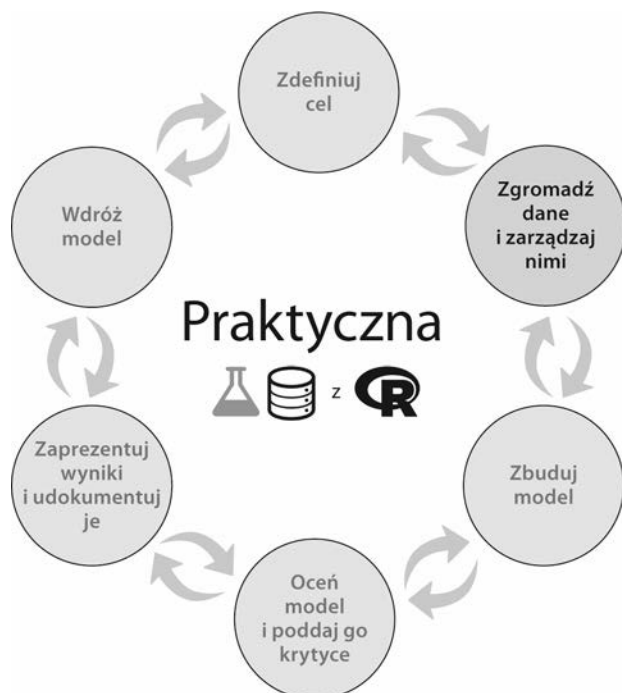 Zdefiniuj
cel
Zgromadź
dane
i zarządzaj
nimi
Zbuduj
model
Oceń
model
i poddaj go
krytyce
Zaprezentuj
wyniki
i udokumentuj
je
Wdróż
model
Praktyczna
z R